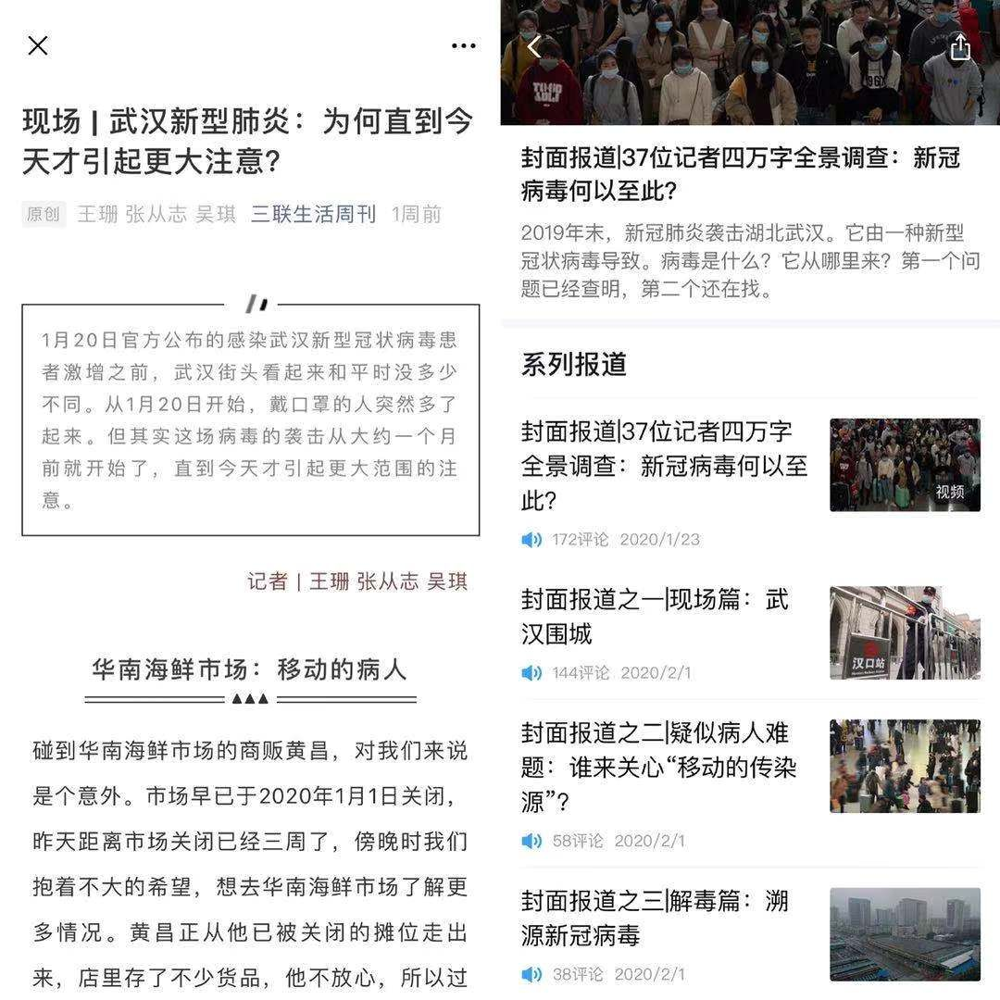 现场 | 武汉新型肺炎：为何直到今
天才引起更大注意?
原创 王珊 张从志 吴琪 三联生活周刊 1周前
1月20日官方公布的感染武汉新型冠状病毒患
者激增之前，武汉街头看起来和平时没多少
不同。从1月20日开始，戴口罩的人突然多了
起来。但其实这场病毒的袭击从大约一个月
前就开始了，直到今天才引起更大范围的注
意。
记者 | 王珊 张从志 吴琪
华南海鲜市场：移动的病人
碰到华南海鲜市场的商贩黄昌，对我们来说
是个意外。市场早已于2020年1月1日关闭，
昨天距离市场关闭已经三周了，傍晚时我们
抱着不大的希望，想去华南海鲜市场了解更
多情况。黄昌正从他已被关闭的摊位走出
来，店里存了不少货品，他不放心，所以过
封面报道|37位记者四万字全景调查：新冠
病毒何以至此?
2019年末，新冠肺炎袭击湖北武汉。它由一种新型
冠状病毒导致。病毒是什么？它从哪里来？第一个问
题已经查明，第二个还在找。
系列报道
封面报道|37位记者四万字
全景调查：新冠病毒何以至
此?
视频
172评论 2020/1/23
封面报道之一|现场篇：武
汉围城
汉口站
144评论 2020/2/1
封面报道之二|疑似病人难
题：谁来关心“移动的传染
源”?
58评论 2020/2/1
封面报道之三|解毒篇：溯
源新冠病毒
38评论 2020/2/1